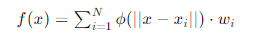 f(x) = ∑_{i=1}^{N} ϕ(||x − x_i||) · w_i